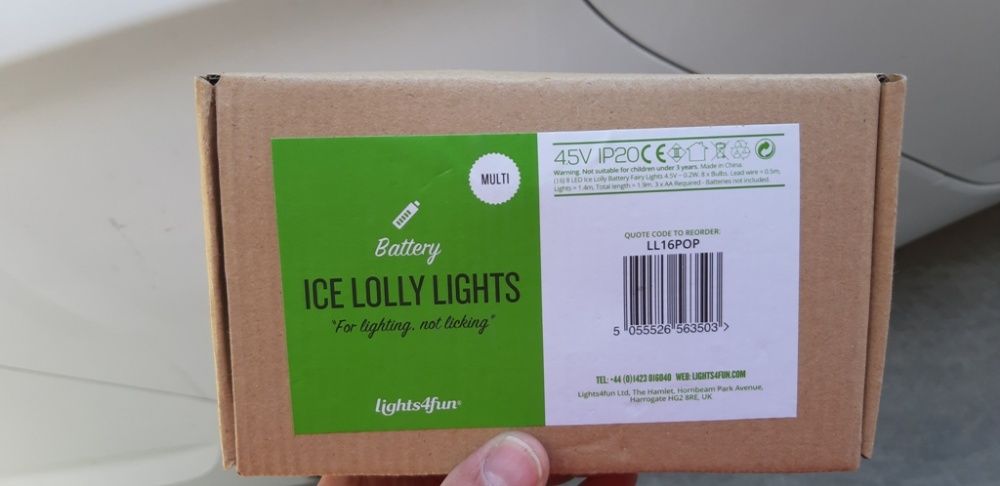 MULTI
Battery
ICE LOLLY LIGHTS
"For lighting, not licking"
lights4fun®
4.5V IP20 CE
Warning. Not suitable for children under 3 years. Made in China.
(16) 8 LED Ice Lolly Battery Fairy Lights 4.5V - 0.2W. 8 x Bulbs. Lead wire = 0.5m,
Lights = 1.4m, Total length = 1.9m. 3 x AA Required - Batteries not included.
QUOTE CODE TO REORDER:
LL16POP
5 055526 563503 >
TEL: +44 (0)1423 816040 WEB: LIGHTS4FUN.COM
Lights4fun Ltd, The Hamlet, Hornbeam Park Avenue,
Harrogate HG2 8RE, UK